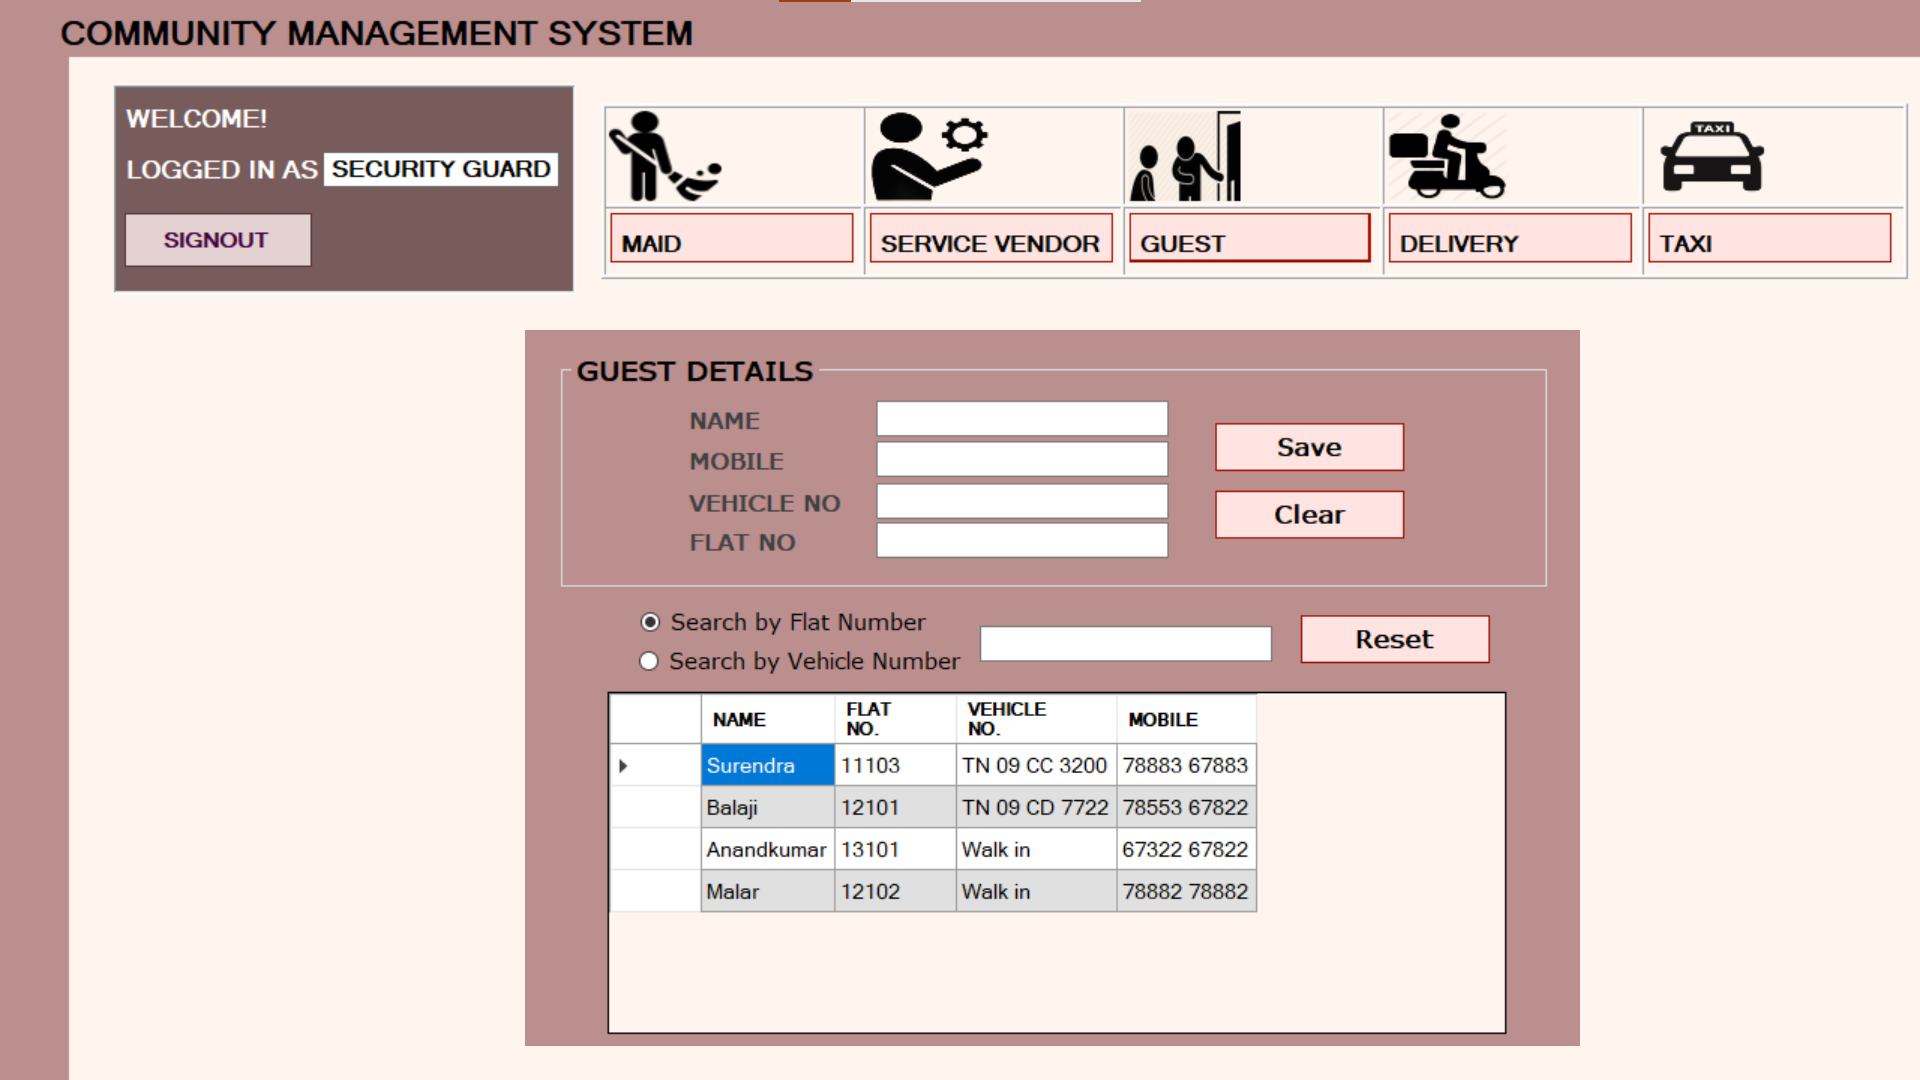 COMMUNITY MANAGEMENT SYSTEM
WELCOME!
LOGGED IN AS SECURITY GUARD
SIGNOUT
TAXI
MAID
SERVICE VENDOR
GUEST
DELIVERY
TAXI
GUEST DETAILS
NAME
MOBILE
VEHICLE NO
FLAT NO
Save
Clear
Search by Flat Number
Search by Vehicle Number
Reset
NAME FLAT NO. VEHICLE NO. MOBILE
Surendra 11103 TN 09 CC 3200 78883 67883
Balaji 12101 TN 09 CD 7722 78553 67822
Anandkumar 13101 Walk in 67322 67822
Malar 12102 Walk in 78882 78882